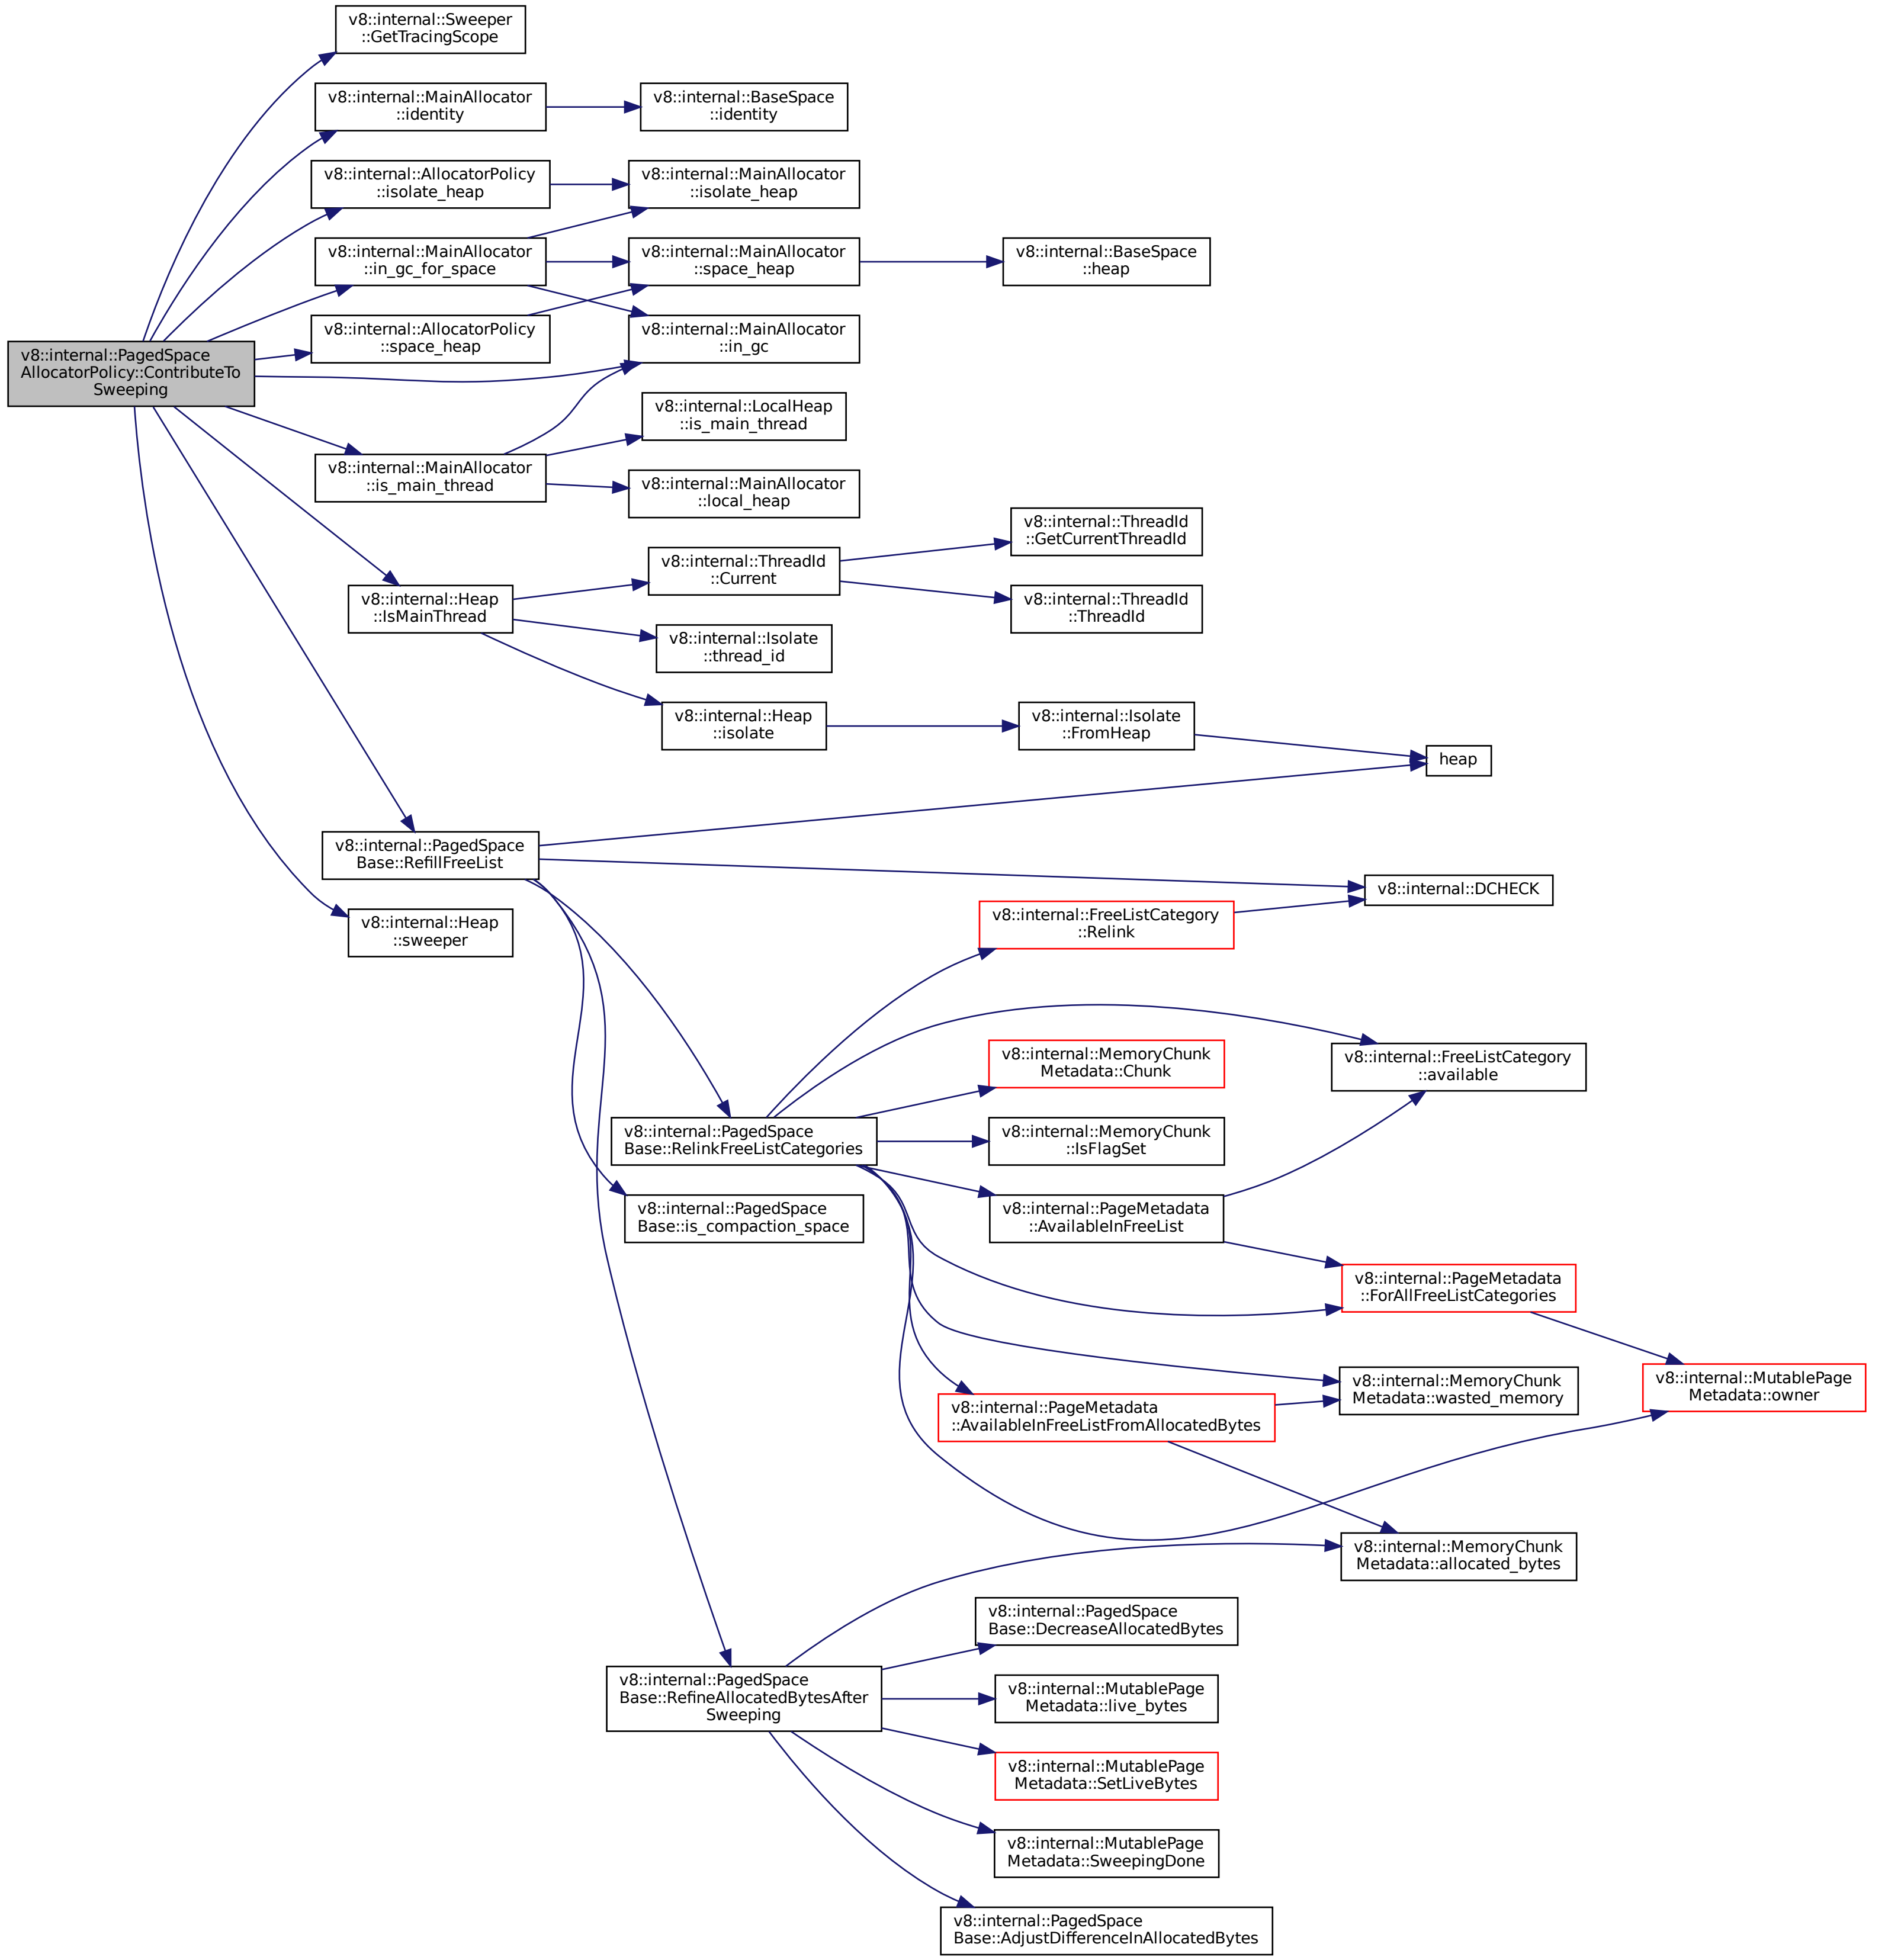 v8::internal::Sweeper
::GetTracingScope
v8::internal::MainAllocator
::identity
v8::internal::BaseSpace
::identity
v8::internal::AllocatorPolicy
::isolate_heap
v8::internal::MainAllocator
::isolate_heap
v8::internal::MainAllocator
::in_gc_for_space
v8::internal::MainAllocator
::space_heap
v8::internal::BaseSpace
::heap
v8::internal::AllocatorPolicy
::space_heap
v8::internal::MainAllocator
::in_gc
v8::internal::PagedSpace
AllocatorPolicy::ContributeTo
Sweeping
v8::internal::LocalHeap
::is_main_thread
v8::internal::MainAllocator
::is_main_thread
v8::internal::MainAllocator
::local_heap
v8::internal::ThreadId
::GetCurrentThreadId
v8::internal::ThreadId
::Current
v8::internal::Heap
::IsMainThread
v8::internal::ThreadId
::ThreadId
v8::internal::Isolate
::thread_id
v8::internal::Heap
::isolate
v8::internal::Isolate
::FromHeap
heap
v8::internal::PagedSpace
Base::RefillFreeList
v8::internal::DCHECK
v8::internal::FreeListCategory
::Relink
v8::internal::Heap
::sweeper
v8::internal::MemoryChunk
Metadata::Chunk
v8::internal::FreeListCategory
::available
v8::internal::PagedSpace
Base::RelinkFreeListCategories
v8::internal::MemoryChunk
::IsFlagSet
v8::internal::PagedSpace
Base::is_compaction_space
v8::internal::PageMetadata
::AvailableInFreeList
v8::internal::PageMetadata
::ForAllFreeListCategories
v8::internal::MemoryChunk
Metadata::wasted_memory
v8::internal::MutablePage
Metadata::owner
v8::internal::PageMetadata
::AvailableInFreeListFromAllocatedBytes
v8::internal::MemoryChunk
Metadata::allocated_bytes
v8::internal::PagedSpace
Base::DecreaseAllocatedBytes
v8::internal::PagedSpace
Base::RefineAllocatedBytesAfter
Sweeping
v8::internal::MutablePage
Metadata::live_bytes
v8::internal::MutablePage
Metadata::SetLiveBytes
v8::internal::MutablePage
Metadata::SweepingDone
v8::internal::PagedSpace
Base::AdjustDifferenceInAllocatedBytes